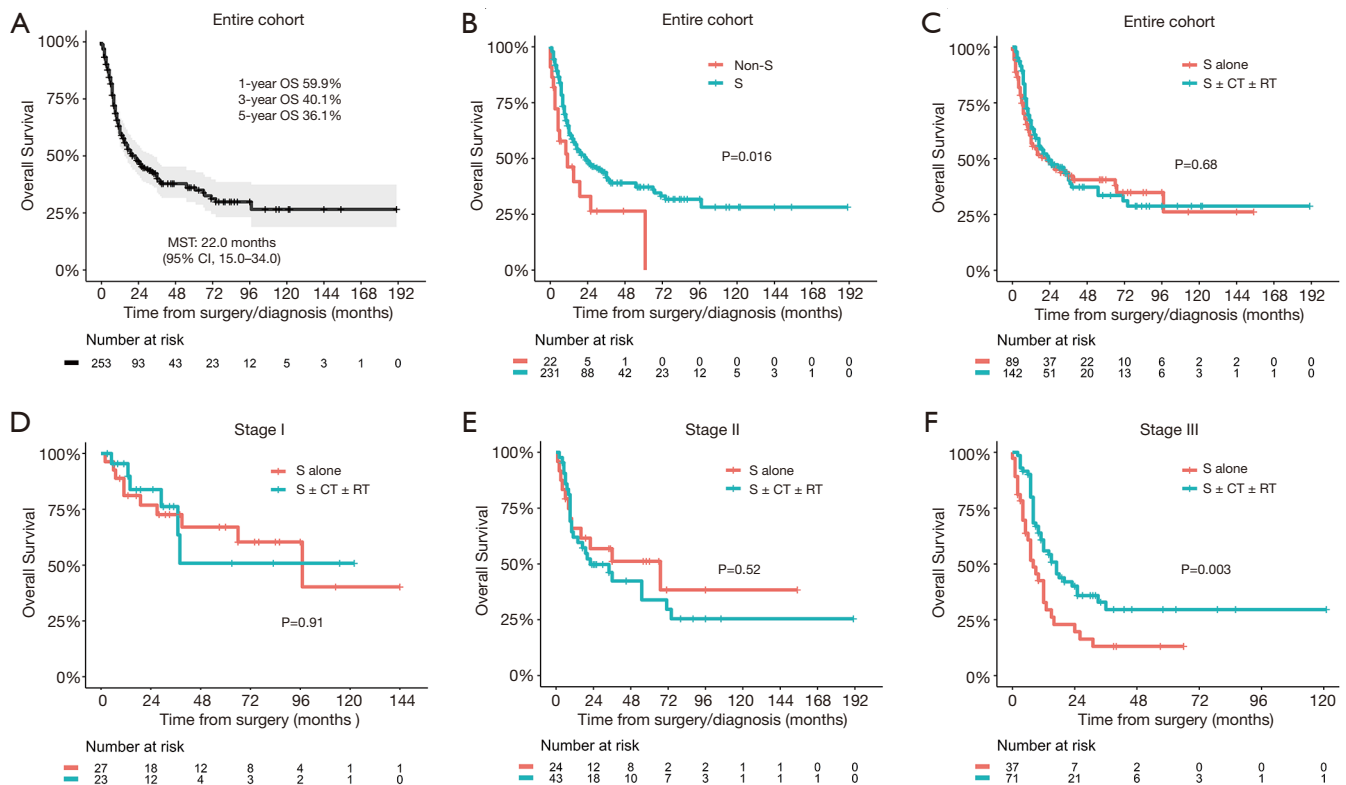 A
Entire cohort
100%
75%
50%
25%
0%
Overall Survival
1-year OS 59.9%
3-year OS 40.1%
5-year OS 36.1%
MST: 22.0 months
(95% CI, 15.0–34.0)
0 24 48 72 96 120 144 168 192
Time from surgery/diagnosis (months)
Number at risk
253 93 43 23 12 5 3 1 0
B
Entire cohort
100%
75%
50%
25%
0%
Overall Survival
Non-S
S
P=0.016
0 24 48 72 96 120 144 168 192
Time from surgery/diagnosis (months)
Number at risk
22 5 1 0 0 0 0 0 0
231 88 42 23 12 5 3 1 0
C
Entire cohort
100%
75%
50%
25%
0%
Overall Survival
S alone
S ± CT ± RT
P=0.68
0 24 48 72 96 120 144 168 192
Time from surgery/diagnosis (months)
Number at risk
89 37 22 10 6 2 2 0 0
142 51 20 13 6 3 1 1 0
D
Stage I
100%
75%
50%
25%
0%
Overall Survival
S alone
S ± CT ± RT
P=0.91
0 24 48 72 96 120 144
Time from surgery (months )
Number at risk
27 18 12 8 4 1 1
23 12 4 3 2 1 0
E
Stage II
100%
75%
50%
25%
0%
Overall Survival
S alone
S ± CT ± RT
P=0.52
0 24 48 72 96 120 144 168 192
Time from surgery/diagnosis (months)
Number at risk
24 12 8 2 2 1 1 0 0
43 18 10 7 3 1 1 1 0
F
Stage III
100%
75%
50%
25%
0%
Overall Survival
S alone
S ± CT ± RT
P=0.003
0 24 48 72 96 120
Time from surgery (months)
Number at risk
37 7 2 0 0 0
71 21 6 3 1 1